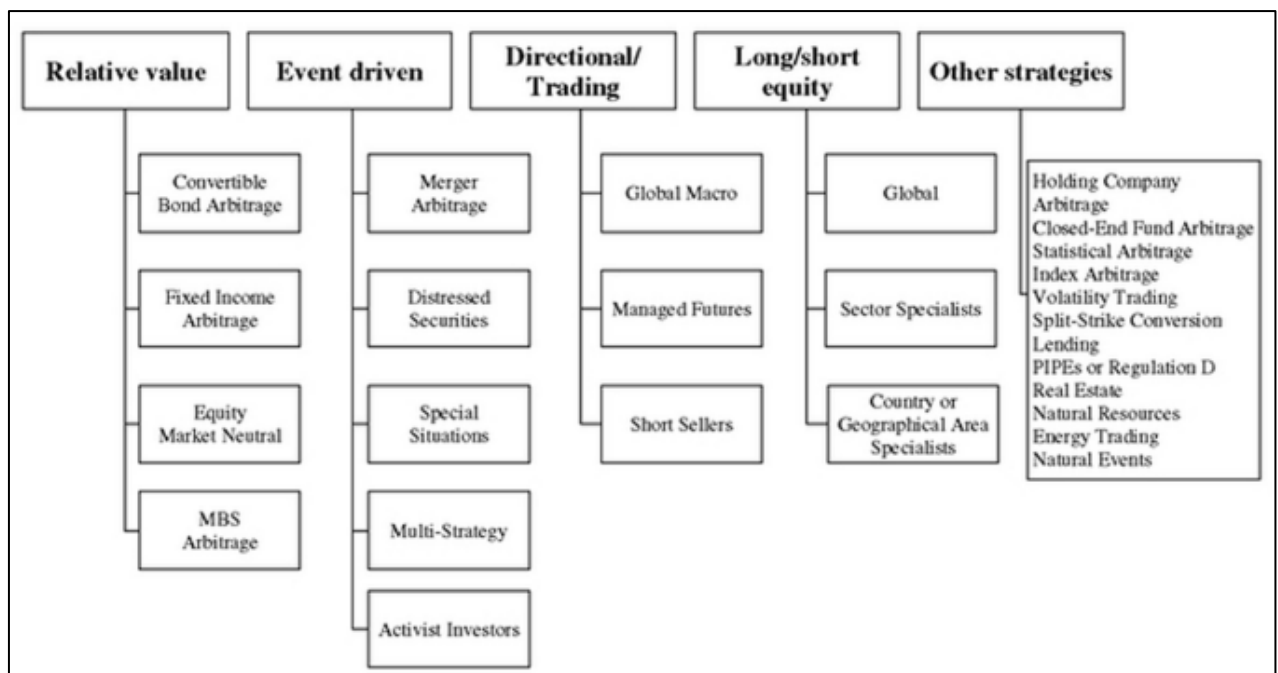 Relative value
Convertible
Bond Arbitrage
Fixed Income
Arbitrage
Equity
Market Neutral
MBS
Arbitrage
Event driven
Merger
Arbitrage
Distressed
Securities
Special
Situations
Multi-Strategy
Activist Investors
Directional/
Trading
Global Macro
Managed Futures
Short Sellers
Long/short
equity
Global
Sector Specialists
Country or
Geographical Area
Specialists
Other strategies
Holding Company
Arbitrage
Closed-End Fund Arbitrage
Statistical Arbitrage
Index Arbitrage
Volatility Trading
Split-Strike Conversion
Lending
PIPEs or Regulation D
Real Estate
Natural Resources
Energy Trading
Natural Events